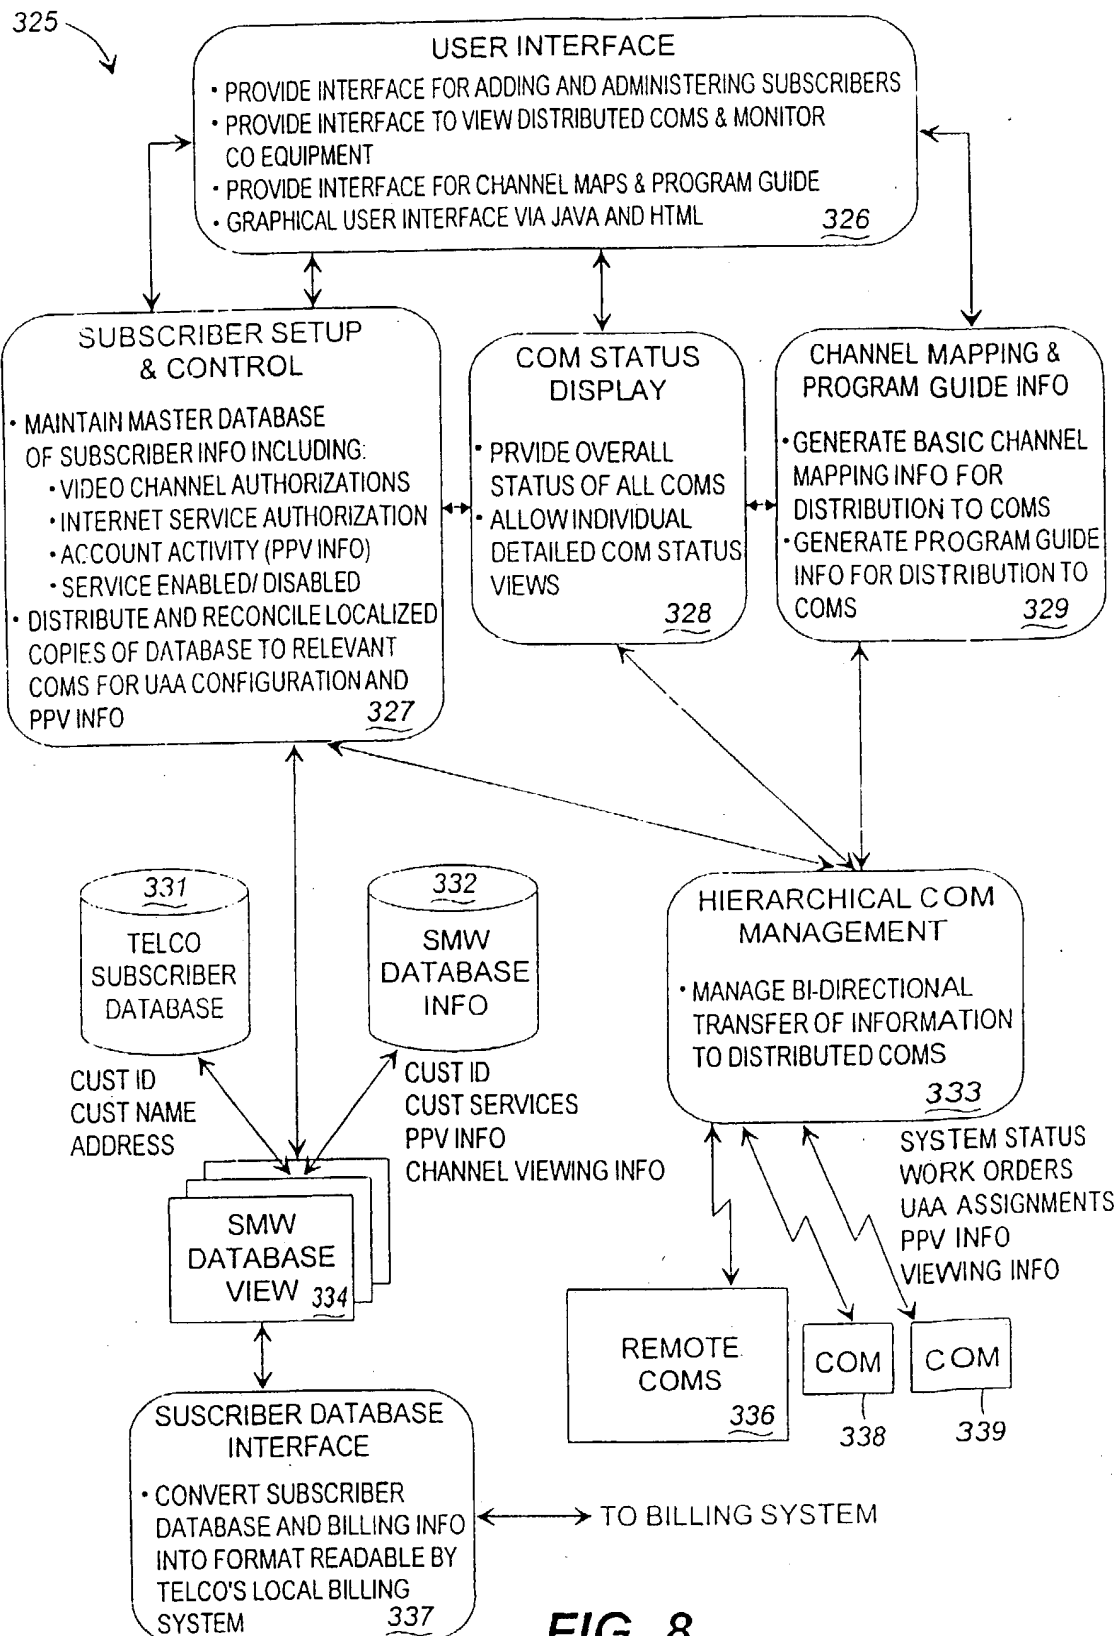 325
USER INTERFACE
• PROVIDE INTERFACE FOR ADDING AND ADMINISTERING SUBSCRIBERS
• PROVIDE INTERFACE TO VIEW DISTRIBUTED COMS & MONITOR
CO EQUIPMENT
• PROVIDE INTERFACE FOR CHANNEL MAPS & PROGRAM GUIDE
• GRAPHICAL USER INTERFACE VIA JAVA AND HTML
326
SUBSCRIBER SETUP
& CONTROL
• MAINTAIN MASTER DATABASE
OF SUBSCRIBER INFO INCLUDING:
• VIDEO CHANNEL AUTHORIZATIONS
• INTERNET SERVICE AUTHORIZATION
• ACCOUNT ACTIVITY (PPV INFO)
• SERVICE ENABLED/DISABLED
• DISTRIBUTE AND RECONCILE LOCALIZED
COPIES OF DATABASE TO RELEVANT
COMS FOR UAA CONFIGURATION AND
PPV INFO
327
COM STATUS
DISPLAY
• PRVIDE OVERALL
STATUS OF ALL COMS
• ALLOW INDIVIDUAL
DETAILED COM STATUS
VIEWS
328
CHANNEL MAPPING &
PROGRAM GUIDE INFO
• GENERATE BASIC CHANNEL
MAPPING INFO FOR
DISTRIBUTION TO COMS
• GENERATE PROGRAM GUIDE
INFO FOR DISTRIBUTION TO
COMS
329
331
TELCO
SUBSCRIBER
DATABASE
332
SMW
DATABASE
INFO
CUST ID
CUST NAME
ADDRESS
CUST ID
CUST SERVICES
PPV INFO
CHANNEL VIEWING INFO
HIERARCHICAL COM
MANAGEMENT
• MANAGE BI-DIRECTIONAL
TRANSFER OF INFORMATION
TO DISTRIBUTED COMS
333
SYSTEM STATUS
WORK ORDERS
UAA ASSIGNMENTS
PPV INFO
VIEWING INFO
SMW
DATABASE
VIEW
334
REMOTE
COMS
336
COM
338
COM
339
SUSCRIBER DATABASE
INTERFACE
• CONVERT SUBSCRIBER
DATABASE AND BILLING INFO
INTO FORMAT READABLE BY
TELCO'S LOCAL BILLING
SYSTEM
337
TO BILLING SYSTEM
FIG. 8